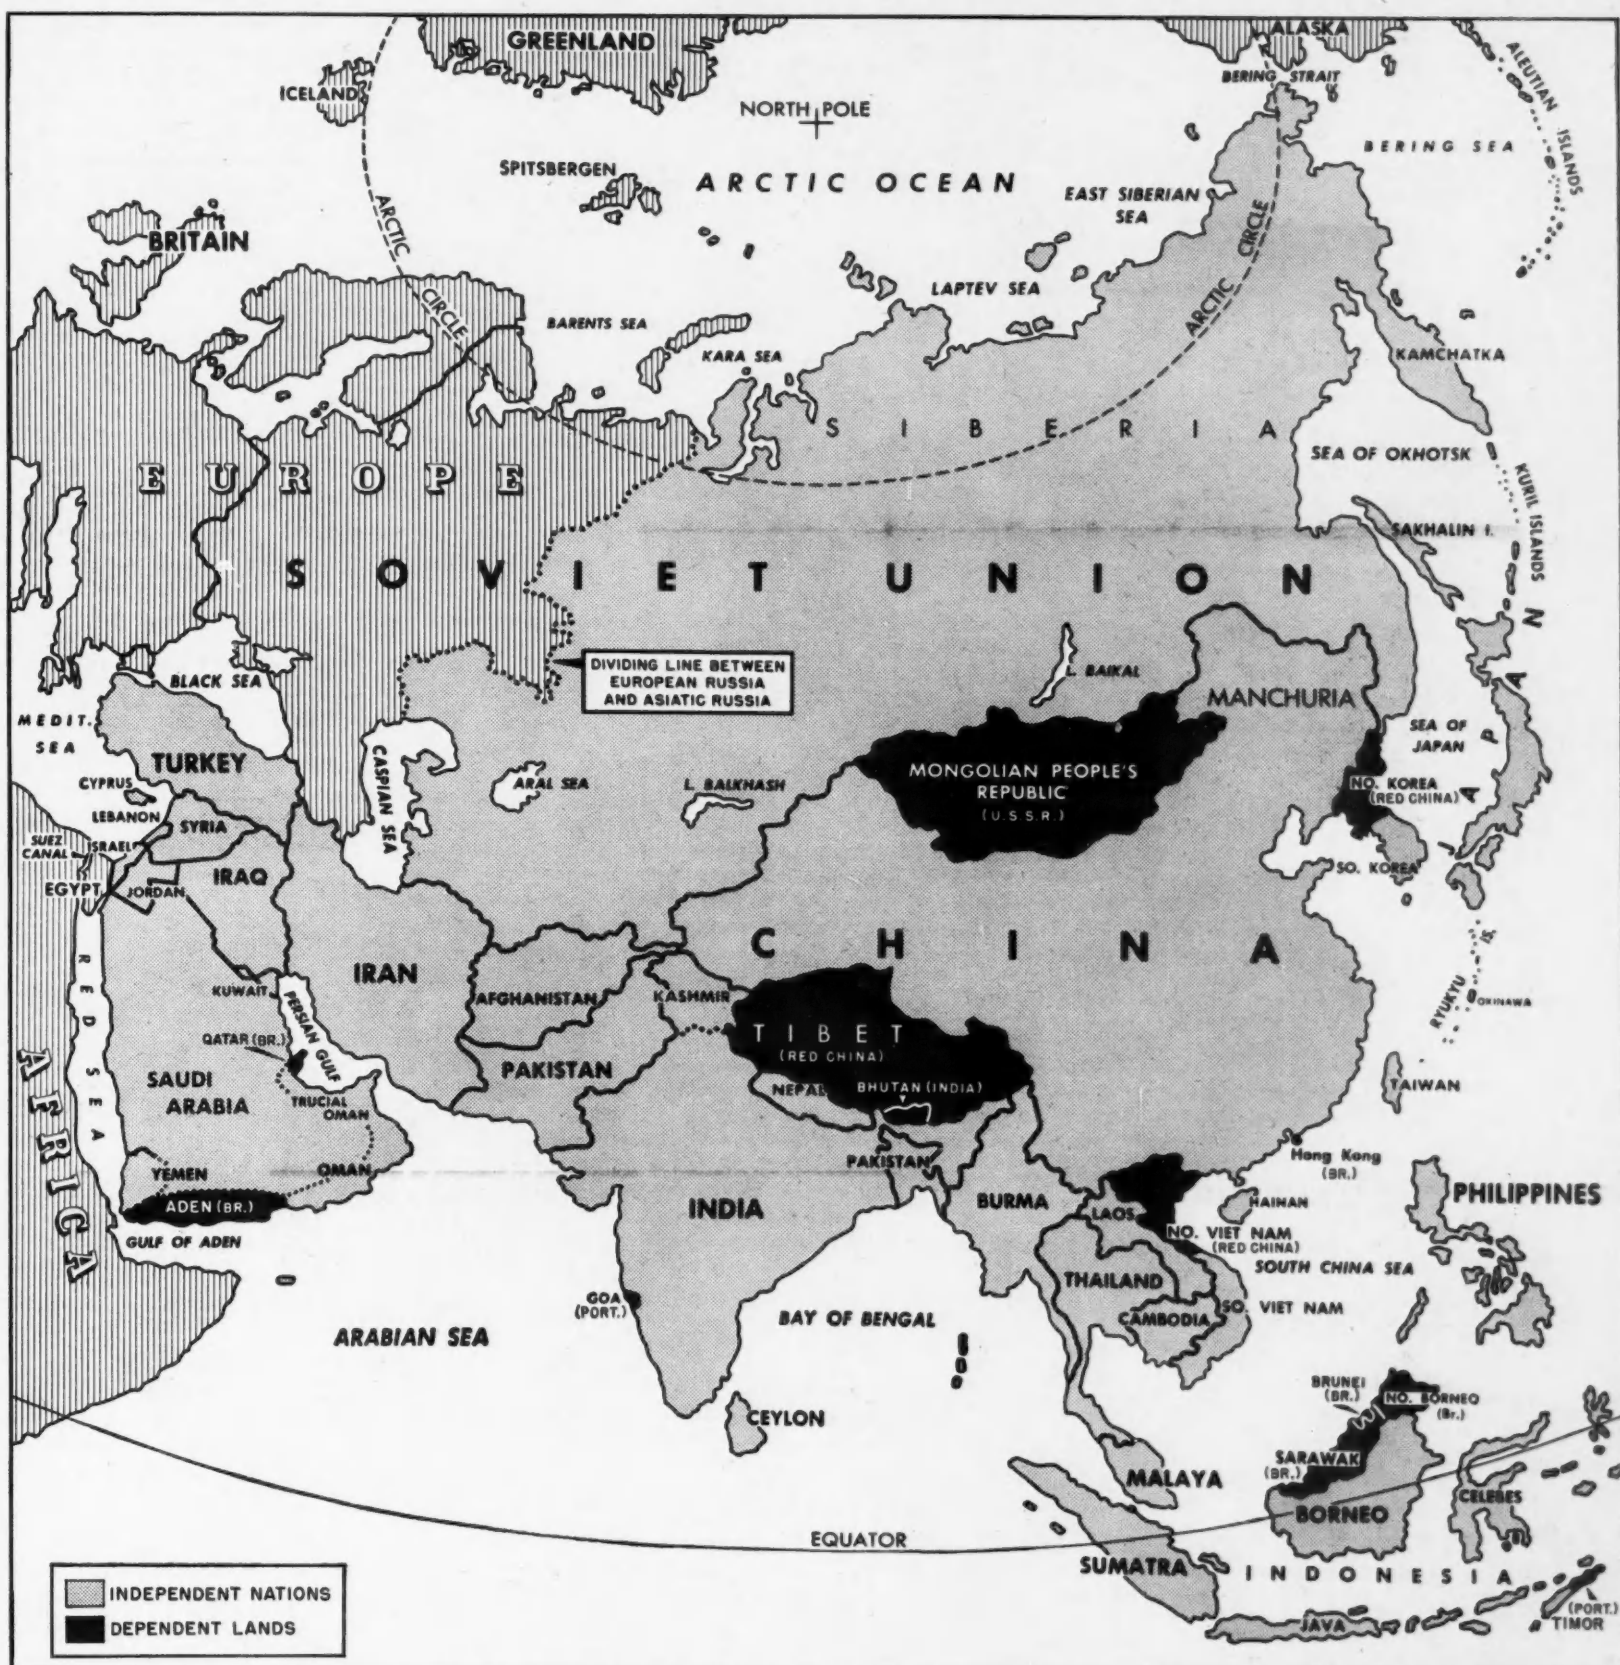 GREENLAND
ALASKA
ICELAND
BERING STRAIT
ALEUTIAN ISLANDS
NORTH POLE
BERING SEA
SPITSBERGEN
ARCTIC OCEAN
EAST SIBERIAN
SEA
ARCTIC CIRCLE
ARCTIC CIRCLE
BRITAIN
LAPTEV SEA
BARENTS SEA
KARA SEA
KAMCHATKA
SIBERIA
SEA OF OKHOTSK
EUROPE
KURIL ISLANDS
SAKHALIN I.
SOVIET UNION
DIVIDING LINE BETWEEN
EUROPEAN RUSSIA
AND ASIATIC RUSSIA
BLACK SEA
L. BAIKAL
MANCHURIA
MEDIT.
SEA
SEA OF
JAPAN
JAPAN
TURKEY
CASPIAN SEA
ARAL SEA
L. BALKHASH
MONGOLIAN PEOPLE'S
REPUBLIC
(U.S.S.R.)
NO. KOREA
(RED CHINA)
CYPRUS
LEBANON
SYRIA
SUEZ
CANAL
ISRAEL
EGYPT
JORDAN
IRAQ
SO. KOREA
CHINA
RED SEA
IRAN
KUWAIT
PERSIAN GULF
AFGHANISTAN
KASHMIR
RYUKYU IS.
OKINAWA
QATAR (BR.)
TIBET
(RED CHINA)
PAKISTAN
SAUDI
ARABIA
TRUCIAL
OMAN
NEPAL
BHUTAN (INDIA)
TAIWAN
AFRICA
YEMEN
OMAN
PAKISTAN
Hong Kong
(BR.)
ADEN (BR.)
INDIA
BURMA
LAOS
HAINAN
PHILIPPINES
GULF OF ADEN
NO. VIET NAM
(RED CHINA)
SOUTH CHINA SEA
THAILAND
GOA
(PORT.)
SO. VIET NAM
CAMBODIA
ARABIAN SEA
BAY OF BENGAL
BRUNEI
(BR.)
NO. BORNEO
(Br.)
CEYLON
SARAWAK
(BR.)
MALAYA
CELEBES
BORNEO
EQUATOR
SUMATRA
INDONESIA
INDEPENDENT NATIONS
DEPENDENT LANDS
JAVA
(PORT.)
TIMOR